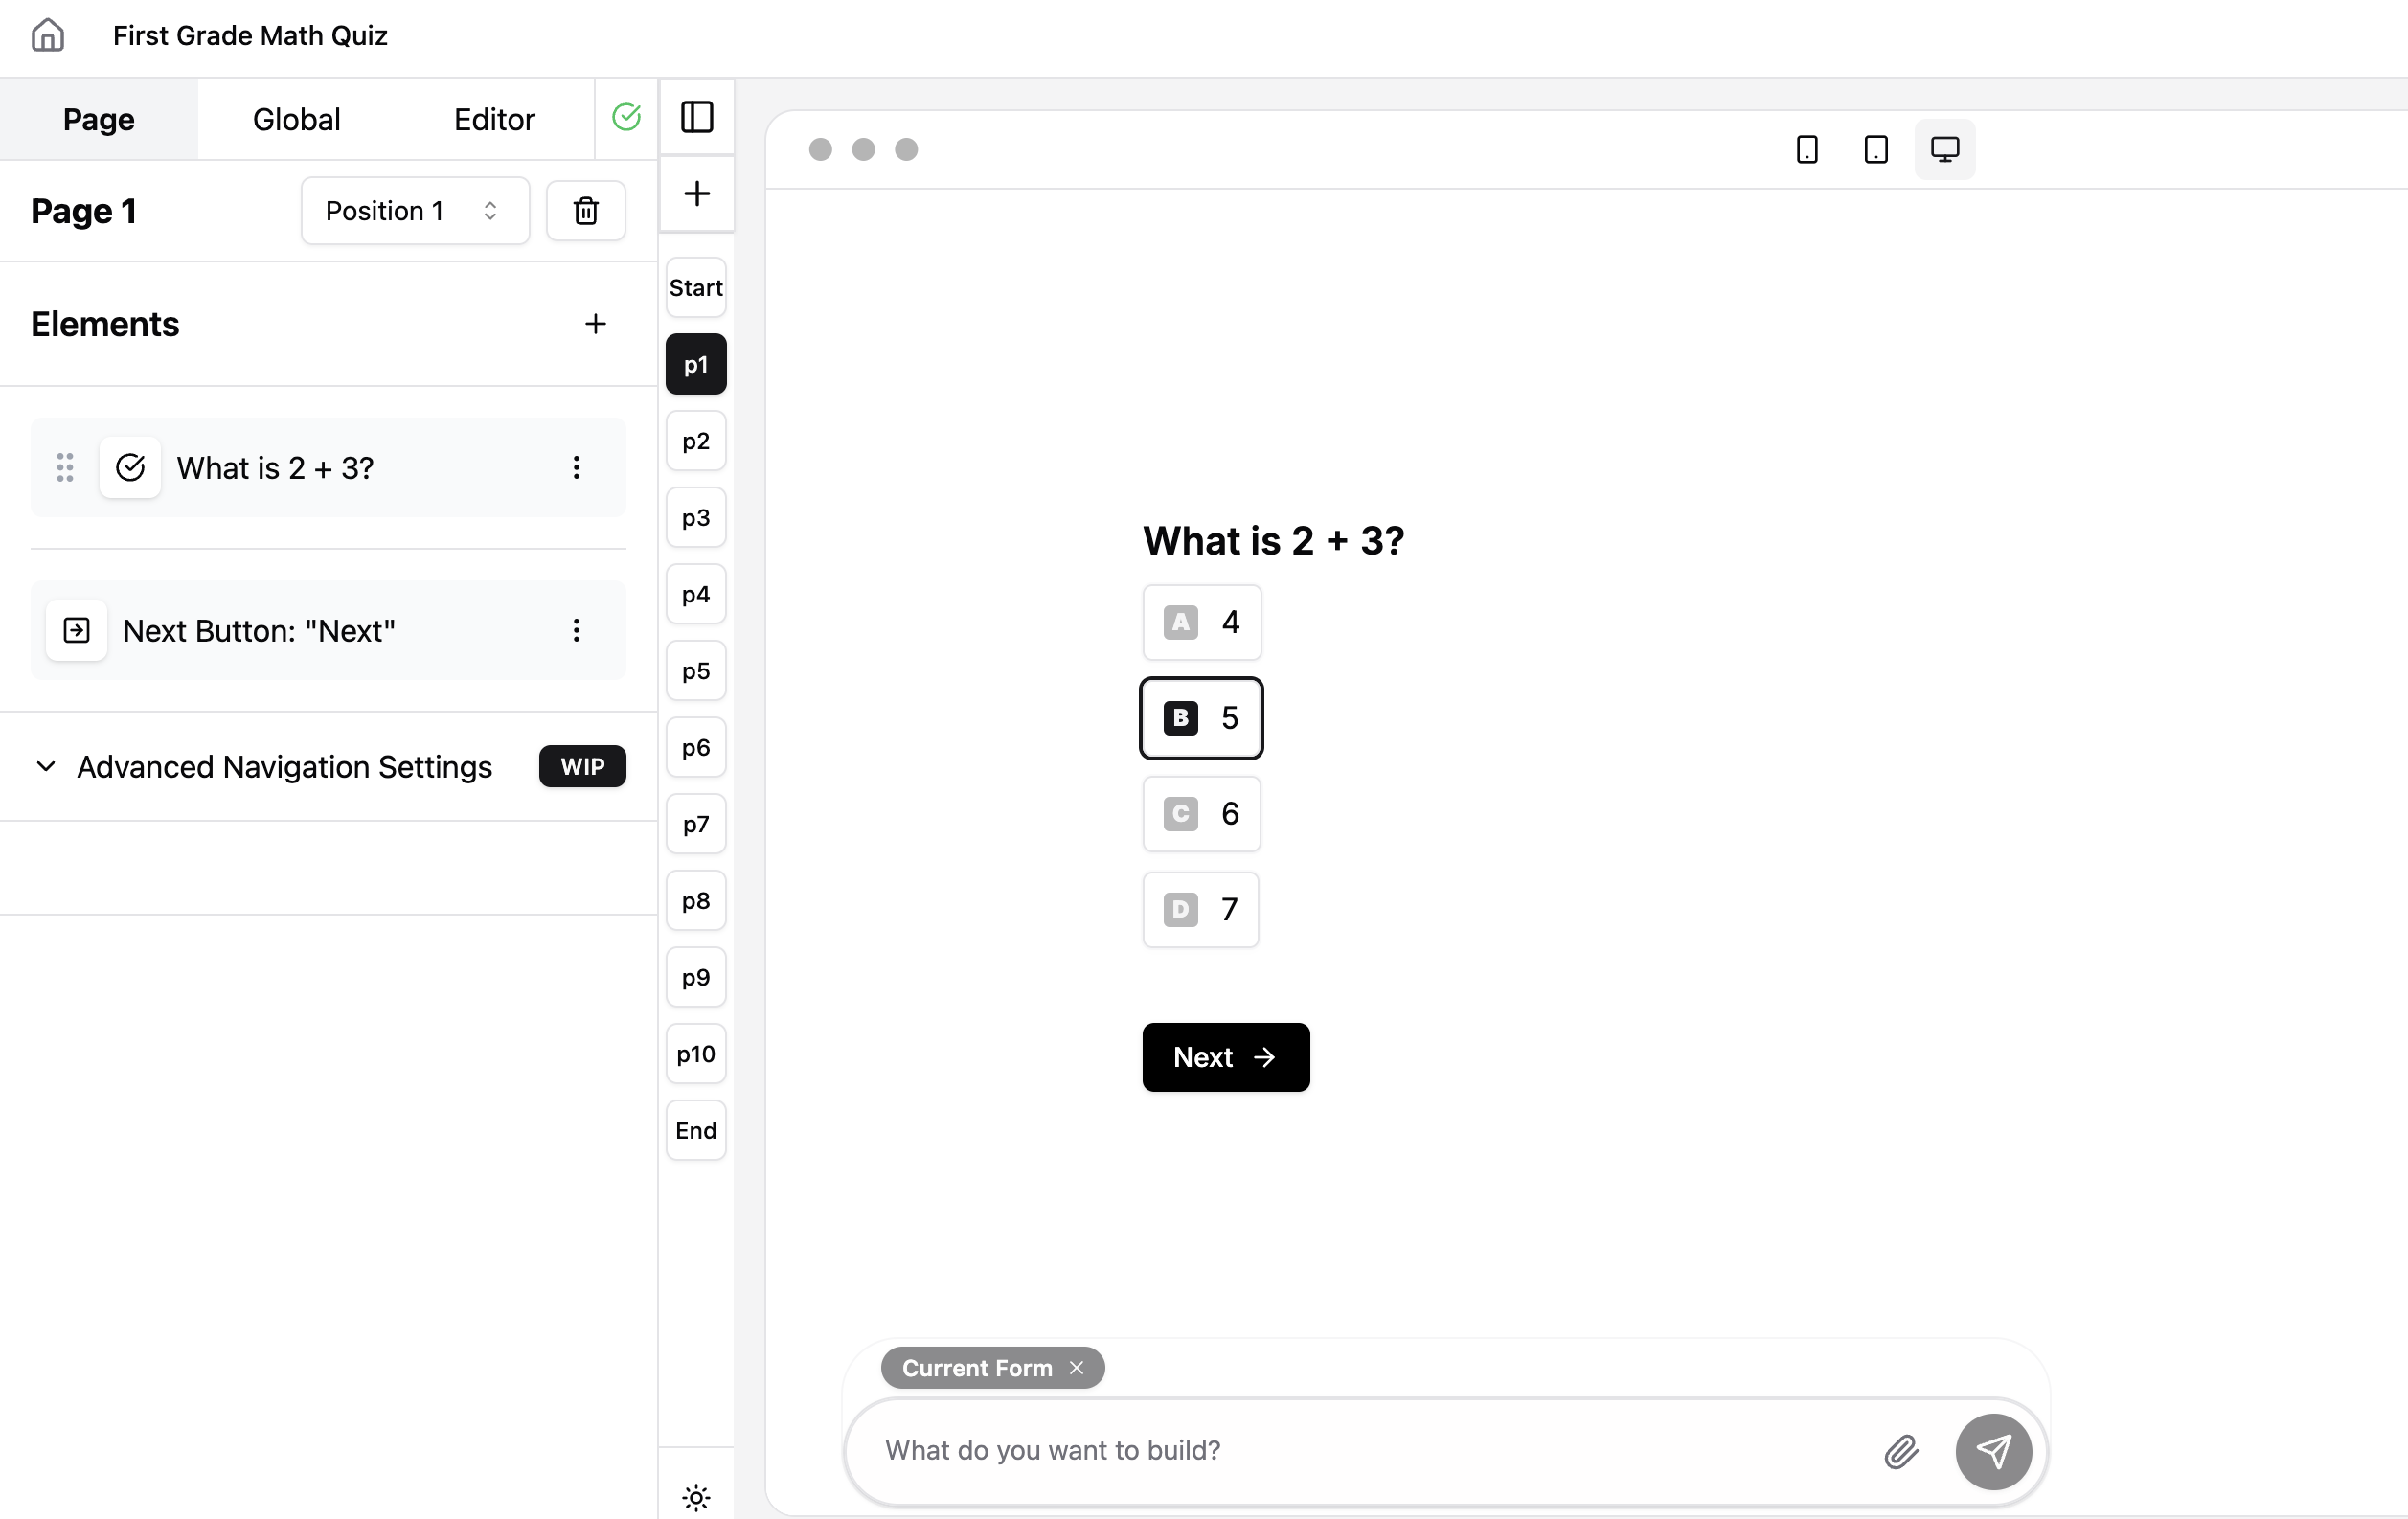 First Grade Math Quiz
Page Global Editor
Page 1 Position 1
Elements
What is 2 + 3?
Next Button: "Next"
Advanced Navigation Settings WIP
Start
p1
p2
p3
p4
p5
p6
p7
p8
p9
p10
End
What is 2 + 3?
A 4
B 5
C 6
D 7
Next
Current Form
What do you want to build?